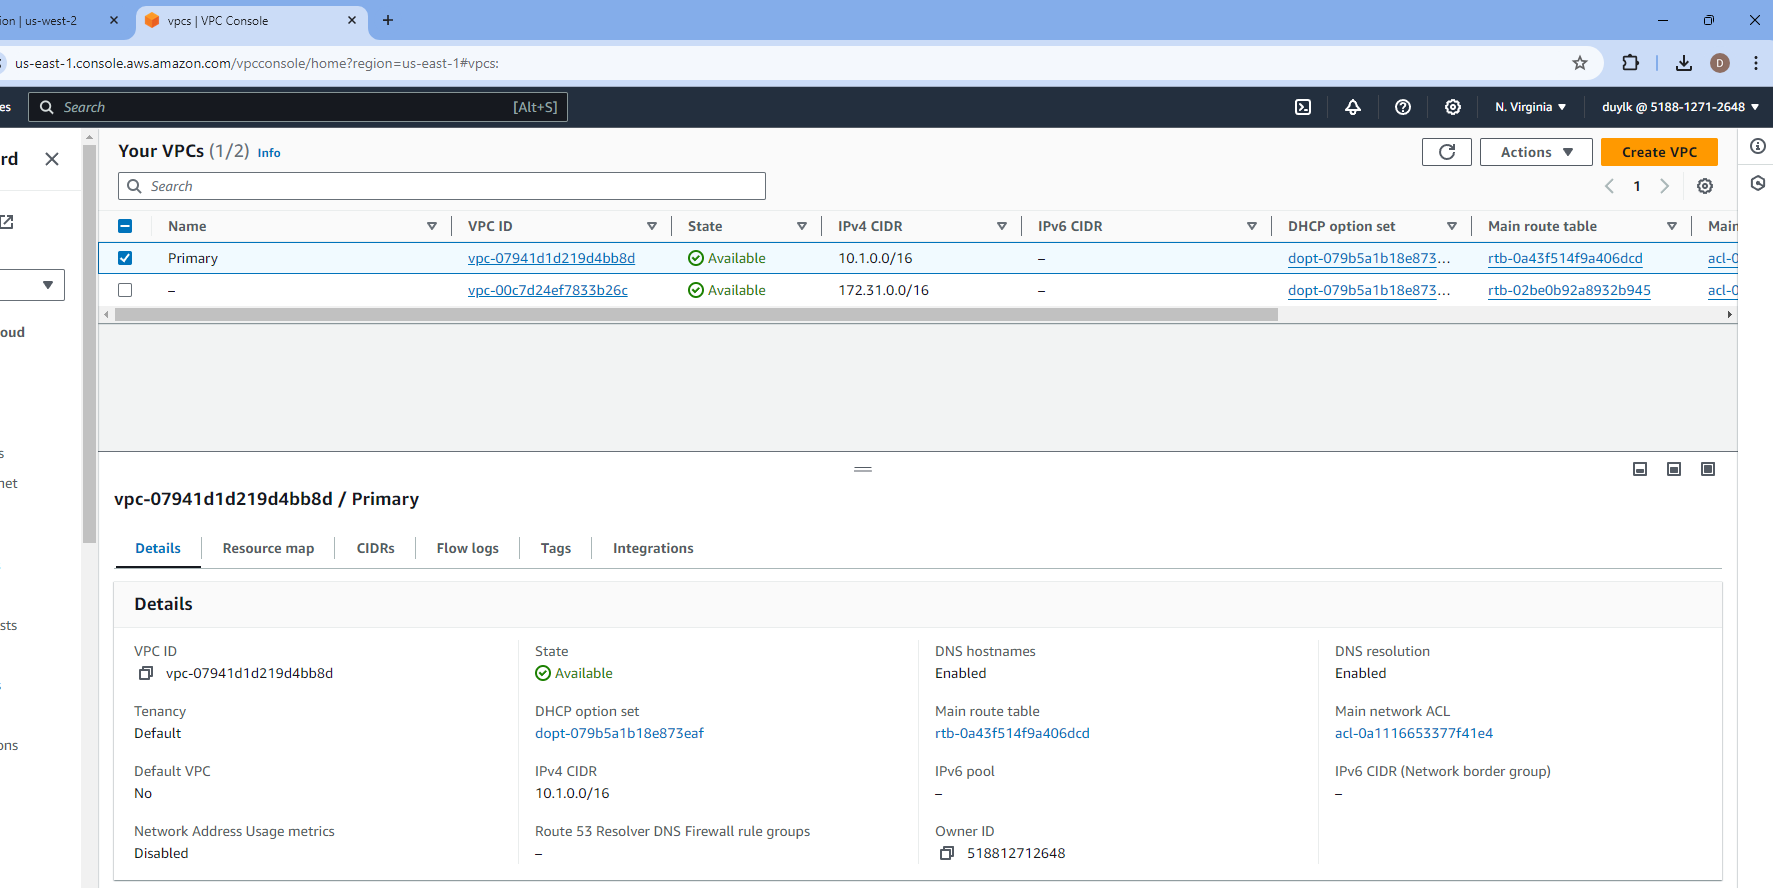 ion | us-west-2
vpcs | VPC Console
us-east-1.console.aws.amazon.com/vpcconsole/home?region=us-east-1#vpcs:
D
es
Search
[Alt+S]
N. Virginia
duylk @ 5188-1271-2648
rd
Your VPCs (1/2) Info
Actions
Create VPC
Search
1
Name
VPC ID
State
IPv4 CIDR
IPv6 CIDR
DHCP option set
Main route table
Main
Primary
vpc-07941d1d219d4bb8d
Available
10.1.0.0/16
–
dopt-079b5a1b18e873...
rtb-0a43f514f9a406dcd
acl-0
–
vpc-00c7d24ef7833b26c
Available
172.31.0.0/16
–
dopt-079b5a1b18e873...
rtb-02be0b92a8932b945
acl-0
oud
s
net
sts
s
ons
vpc-07941d1d219d4bb8d / Primary
Details
Resource map
CIDRs
Flow logs
Tags
Integrations
Details
VPC ID
vpc-07941d1d219d4bb8d
State
Available
DNS hostnames
Enabled
DNS resolution
Enabled
Tenancy
Default
DHCP option set
dopt-079b5a1b18e873eaf
Main route table
rtb-0a43f514f9a406dcd
Main network ACL
acl-0a1116653377f41e4
Default VPC
No
IPv4 CIDR
10.1.0.0/16
IPv6 pool
–
IPv6 CIDR (Network border group)
–
Network Address Usage metrics
Disabled
Route 53 Resolver DNS Firewall rule groups
–
Owner ID
518812712648